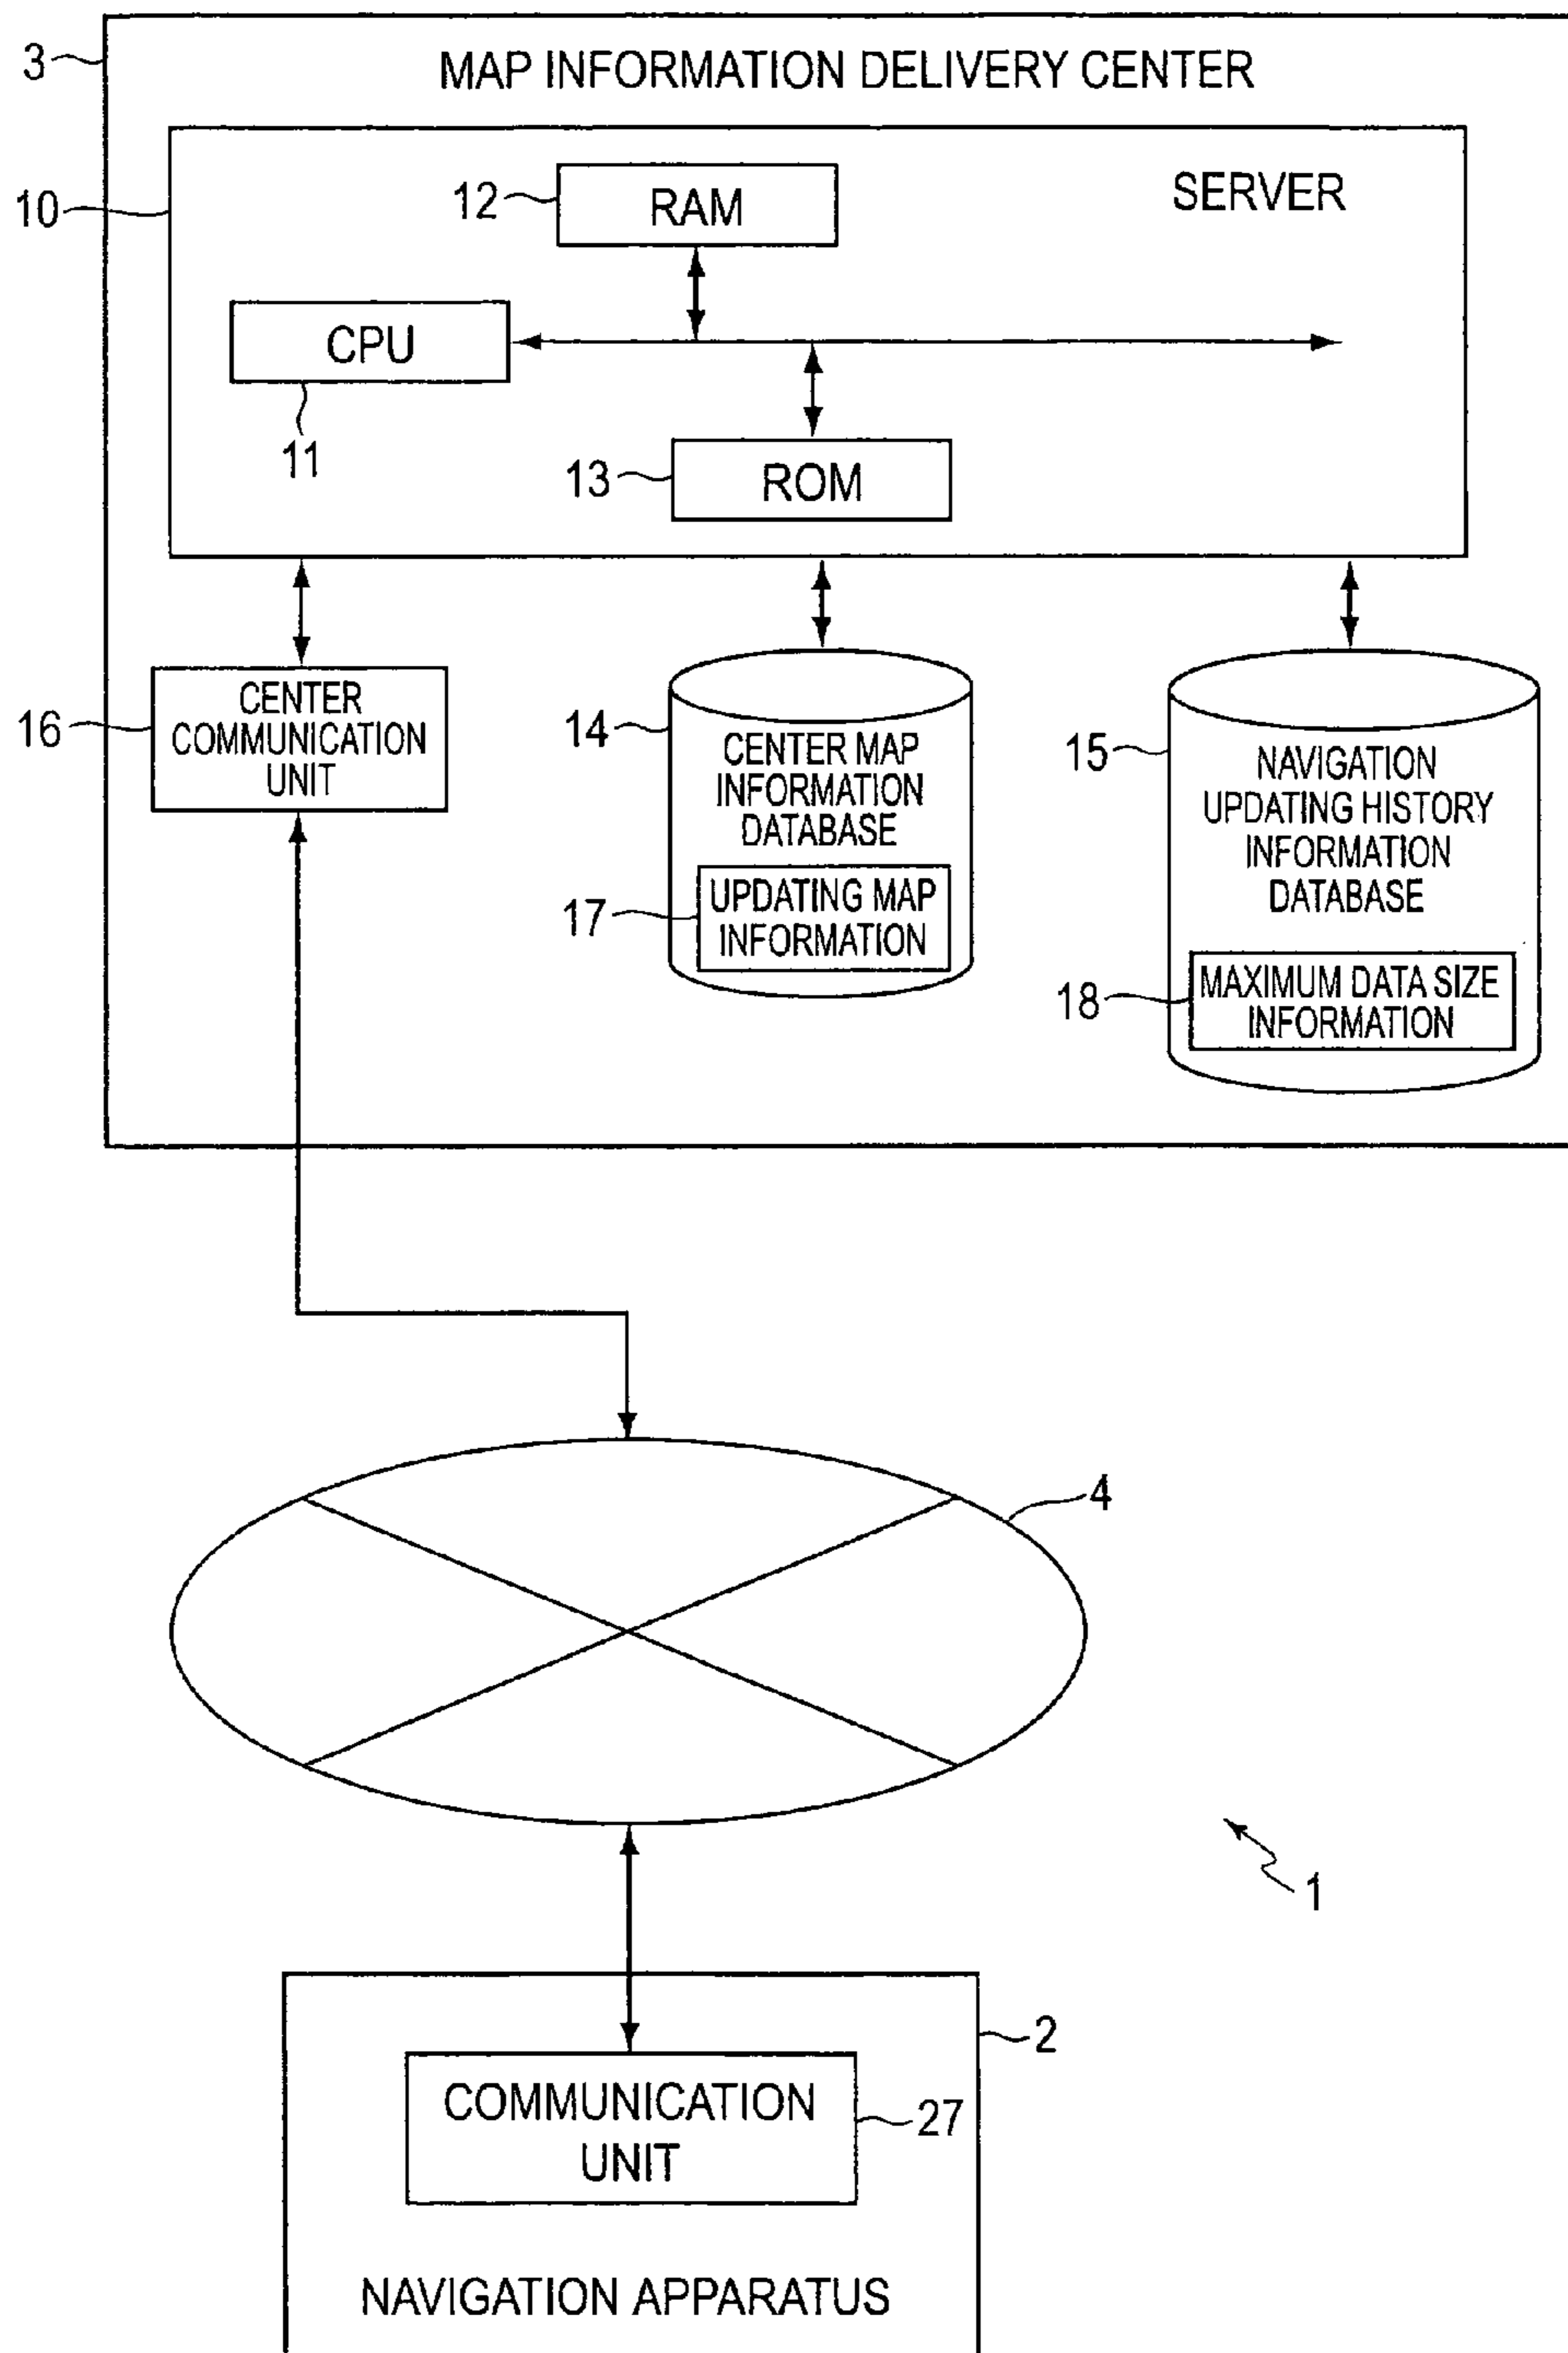 3
MAP INFORMATION DELIVERY CENTER
10
12
RAM
SERVER
CPU
11
13
ROM
16
CENTER
COMMUNICATION
UNIT
14
CENTER MAP
INFORMATION
DATABASE
17
UPDATING MAP
INFORMATION
15
NAVIGATION
UPDATING HISTORY
INFORMATION
DATABASE
18
MAXIMUM DATA SIZE
INFORMATION
4
1
2
COMMUNICATION
UNIT
27
NAVIGATION APPARATUS